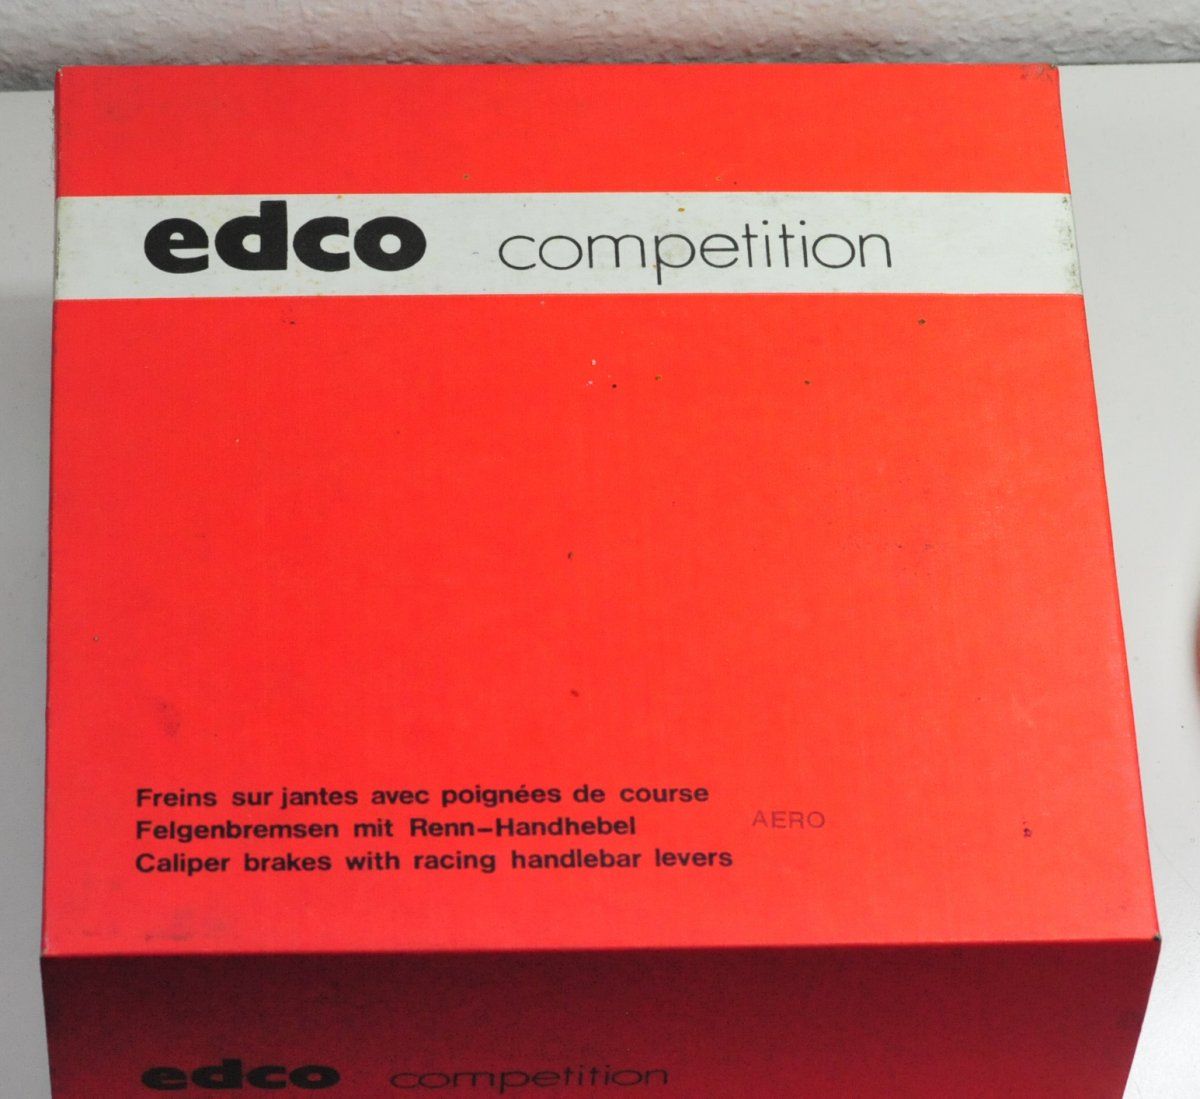 edco competition
Freins sur jantes avec poignées de course
Felgenbremsen mit Renn-Handhebel
AERO
Caliper brakes with racing handlebar levers
edco competition